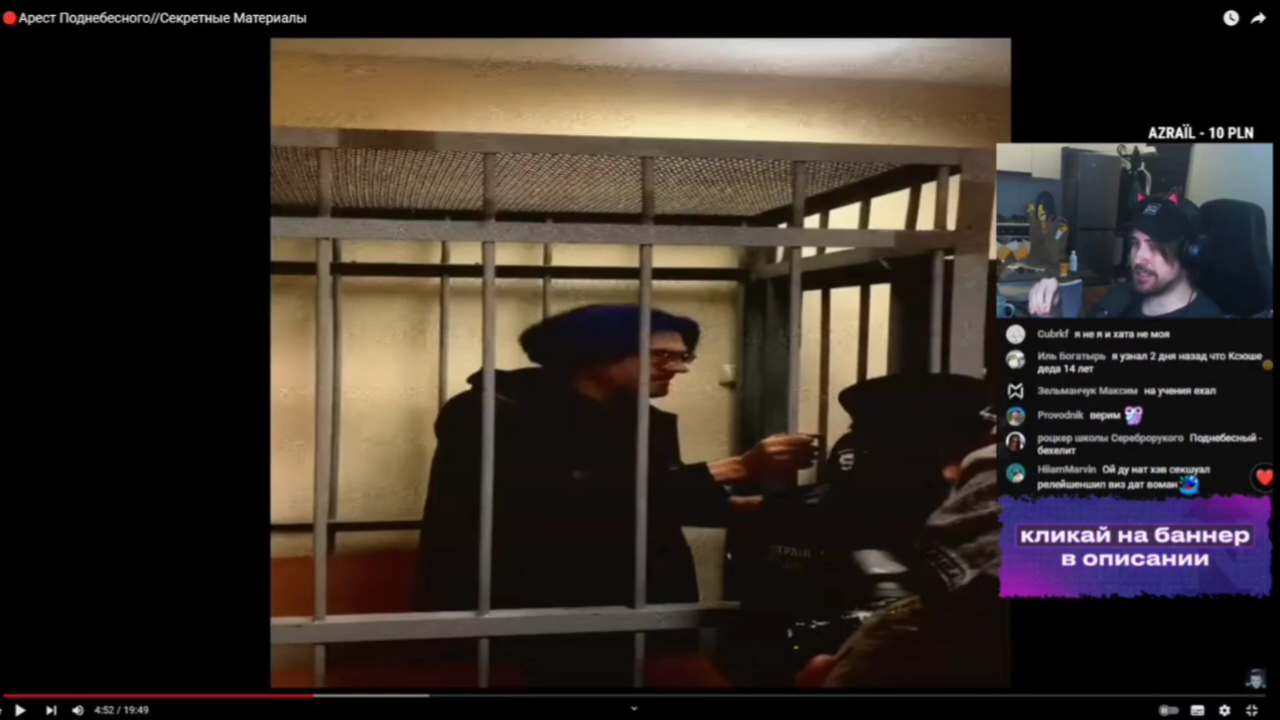 Арест Поднебесного//Секретные Материалы
AZRAÏL - 10 PLN
Cubrkf я не я и хата не моя
Иль Богатырь я узнал 2 дня назад что Ксюше
деда 14 лет
Зельманчук Максим на учения ехал
Provodnik верим
роцкер школы Сереброрукого Поднебесный -
бехелит
HiiamMarvin Ой ду нат хэв секшуал
релейшеншип виз дат воман
кликай на баннер
в описании
4:52 / 19:49